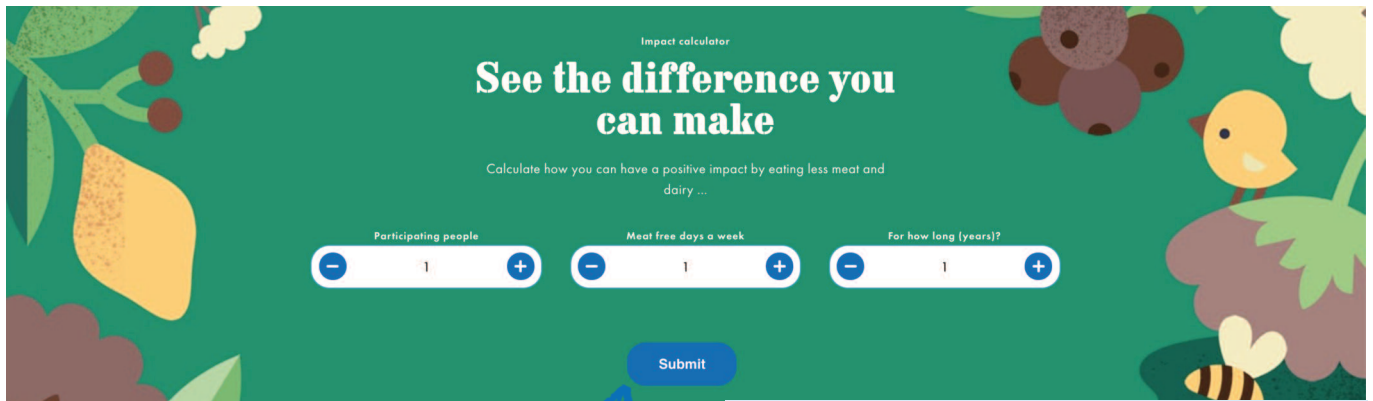 Impact calculator
See the difference you
can make
Calculate how you can have a positive impact by eating less meat and
dairy ...
Participating people
Meat free days a week
For how long (years)?
− 1 +
− 1 +
− 1 +
Submit